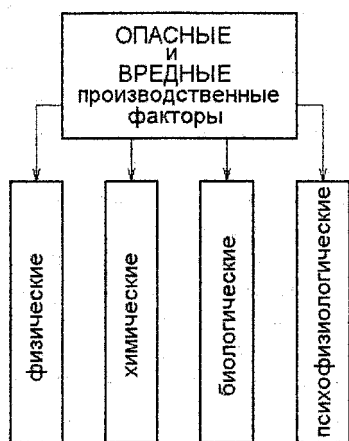 ОПАСНЫЕ
и
ВРЕДНЫЕ
производственные
факторы
физические
химические
биологические
психофизиологические